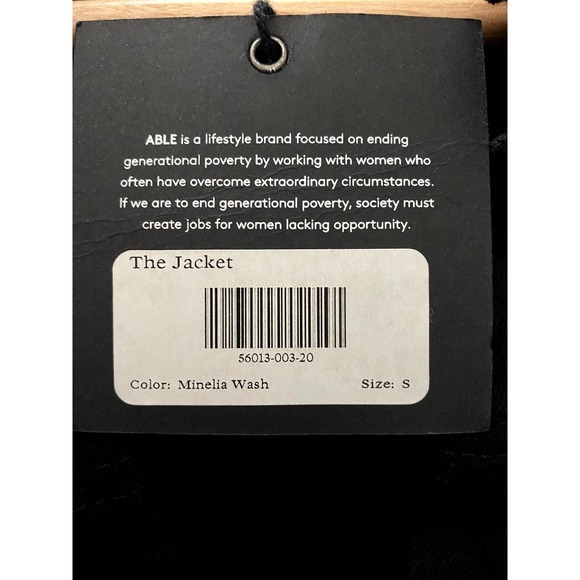 ABLE is a lifestyle brand focused on ending
generational poverty by working with women who
often have overcome extraordinary circumstances.
If we are to end generational poverty, society must
create jobs for women lacking opportunity.
The Jacket
56013-003-20
Color: Minelia Wash Size: S